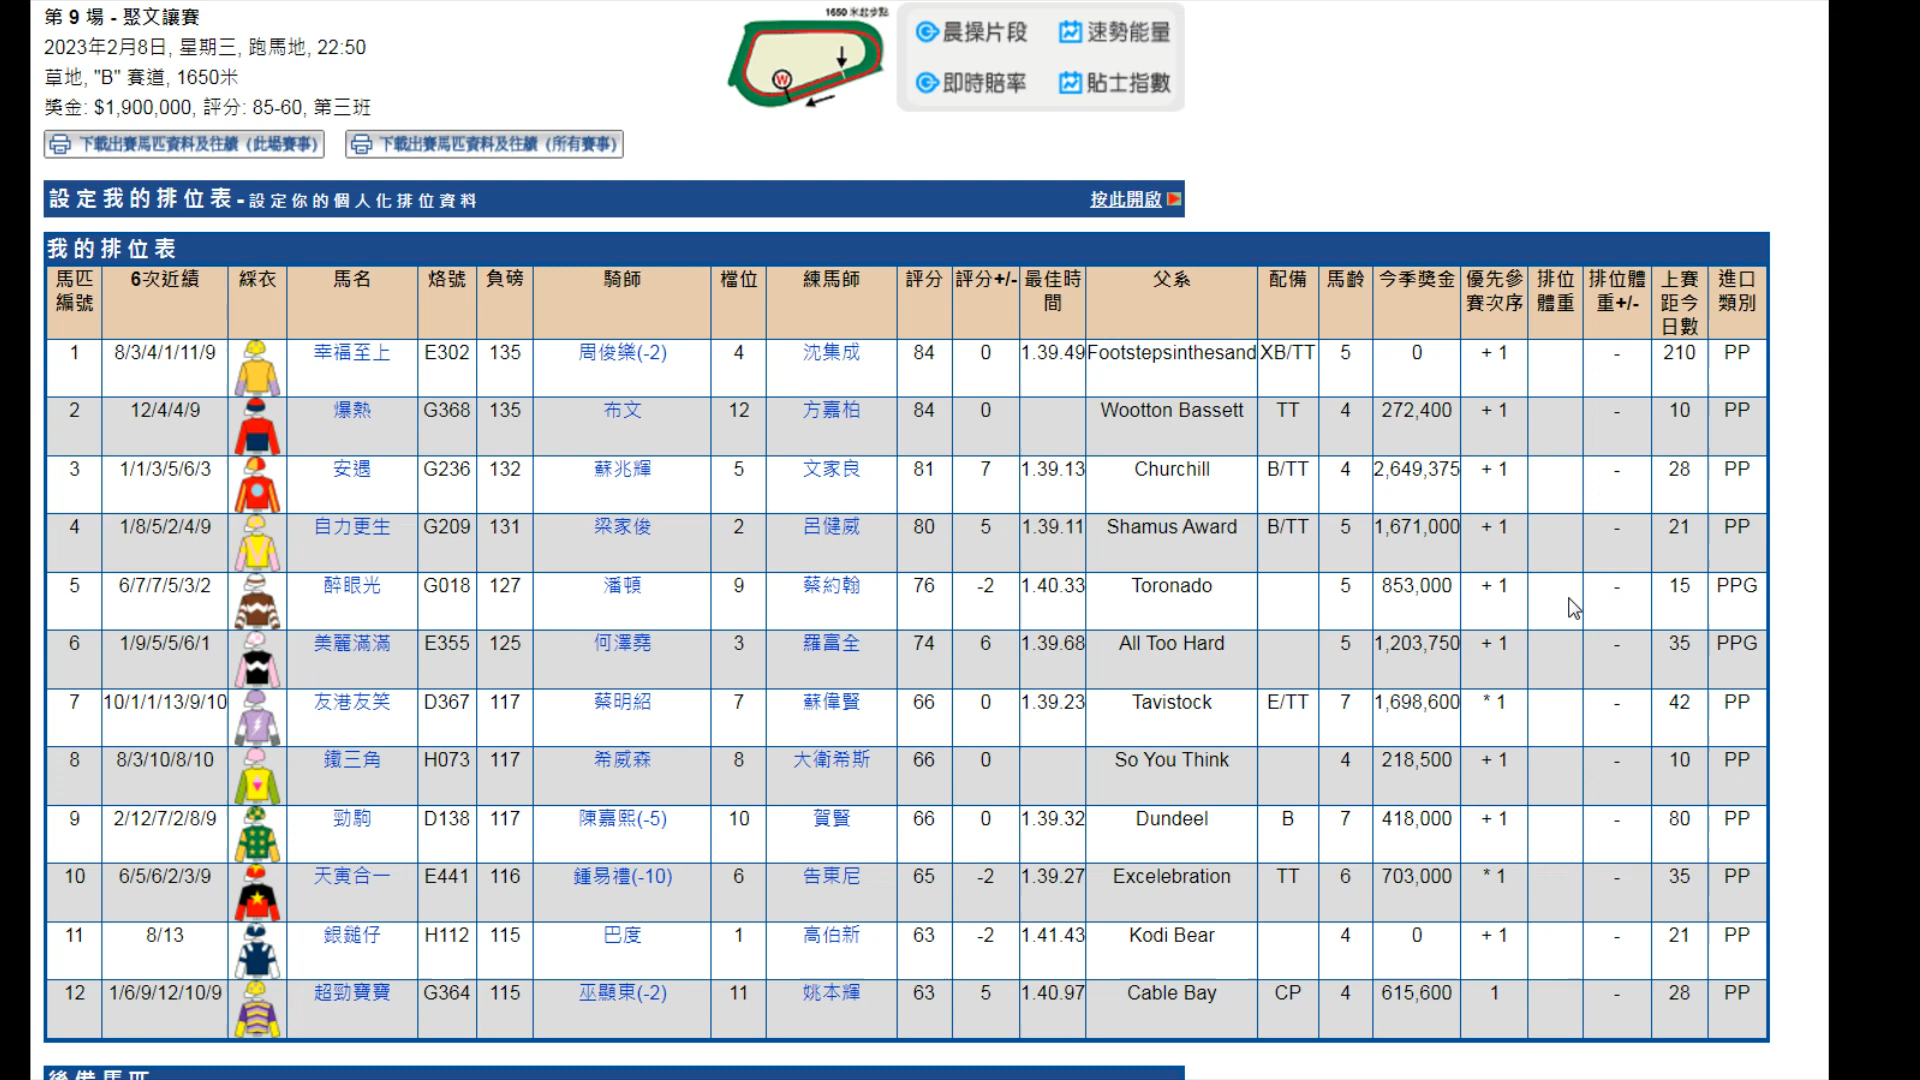 第 9 場 - 聚文讓賽
2023年2月8日, 星期三, 跑馬地, 22:50
草地, "B" 賽道, 1650米
獎金: $1,900,000, 評分: 85-60, 第三班
1650 米起步點
W
晨操片段 速勢能量
即時賠率 貼士指數
下載出賽馬匹資料及往績 (此場賽事) 下載出賽馬匹資料及往績 (所有賽事)
設定我的排位表-設定你的個人化排位資料 按此開啟
我的排位表
馬匹編號 6次近績 綵衣 馬名 烙號 負磅 騎師 檔位 練馬師 評分 評分+/- 最佳時間 父系 配備 馬齡 今季獎金 優先參賽次序 排位體重 排位體重+/- 上賽距今日數 進口類別
1 8/3/4/1/11/9 幸福至上 E302 135 周俊樂(-2) 4 沈集成 84 0 1.39.49 Footstepsinthesand XB/TT 5 0 + 1 - 210 PP
2 12/4/4/9 爆熱 G368 135 布文 12 方嘉柏 84 0 Wootton Bassett TT 4 272,400 + 1 - 10 PP
3 1/1/3/5/6/3 安遇 G236 132 蘇兆輝 5 文家良 81 7 1.39.13 Churchill B/TT 4 2,649,375 + 1 - 28 PP
4 1/8/5/2/4/9 自力更生 G209 131 梁家俊 2 呂健威 80 5 1.39.11 Shamus Award B/TT 5 1,671,000 + 1 - 21 PP
5 6/7/7/5/3/2 醉眼光 G018 127 潘頓 9 蔡約翰 76 -2 1.40.33 Toronado 5 853,000 + 1 - 15 PPG
6 1/9/5/5/6/1 美麗滿滿 E355 125 何澤堯 3 羅富全 74 6 1.39.68 All Too Hard 5 1,203,750 + 1 - 35 PPG
7 10/1/1/13/9/10 友港友笑 D367 117 蔡明紹 7 蘇偉賢 66 0 1.39.23 Tavistock E/TT 7 1,698,600 * 1 - 42 PP
8 8/3/10/8/10 鐵三角 H073 117 希威森 8 大衛希斯 66 0 So You Think 4 218,500 + 1 - 10 PP
9 2/12/7/2/8/9 勁駒 D138 117 陳嘉熙(-5) 10 賀賢 66 0 1.39.32 Dundeel B 7 418,000 + 1 - 80 PP
10 6/5/6/2/3/9 天寅合一 E441 116 鍾易禮(-10) 6 告東尼 65 -2 1.39.27 Excelebration TT 6 703,000 * 1 - 35 PP
11 8/13 銀鎚仔 H112 115 巴度 1 高伯新 63 -2 1.41.43 Kodi Bear 4 0 + 1 - 21 PP
12 1/6/9/12/10/9 超勁寶寶 G364 115 巫顯東(-2) 11 姚本輝 63 5 1.40.97 Cable Bay CP 4 615,600 1 - 28 PP
後備馬匹